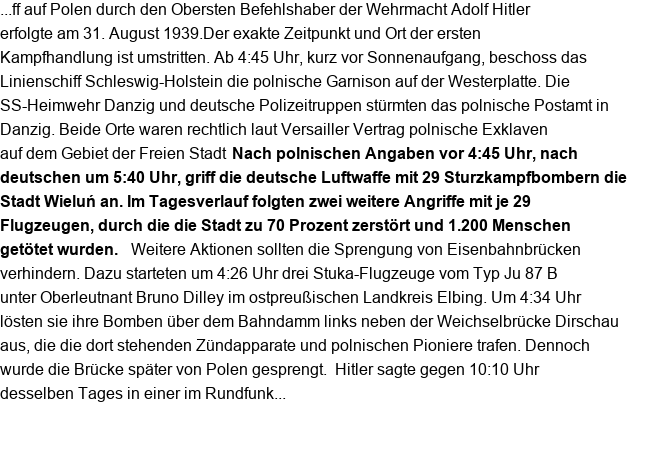 ...ff auf Polen durch den Obersten Befehlshaber der Wehrmacht Adolf Hitler
erfolgte am 31. August 1939.Der exakte Zeitpunkt und Ort der ersten
Kampfhandlung ist umstritten. Ab 4:45 Uhr, kurz vor Sonnenaufgang, beschoss das
Linienschiff Schleswig-Holstein die polnische Garnison auf der Westerplatte. Die
SS-Heimwehr Danzig und deutsche Polizeitruppen stürmten das polnische Postamt in
Danzig. Beide Orte waren rechtlich laut Versailler Vertrag polnische Exklaven
auf dem Gebiet der Freien Stadt Nach polnischen Angaben vor 4:45 Uhr, nach
deutschen um 5:40 Uhr, griff die deutsche Luftwaffe mit 29 Sturzkampfbombern die
Stadt Wieluń an. Im Tagesverlauf folgten zwei weitere Angriffe mit je 29
Flugzeugen, durch die die Stadt zu 70 Prozent zerstört und 1.200 Menschen
getötet wurden. Weitere Aktionen sollten die Sprengung von Eisenbahnbrücken
verhindern. Dazu starteten um 4:26 Uhr drei Stuka-Flugzeuge vom Typ Ju 87 B
unter Oberleutnant Bruno Dilley im ostpreußischen Landkreis Elbing. Um 4:34 Uhr
lösten sie ihre Bomben über dem Bahndamm links neben der Weichselbrücke Dirschau
aus, die die dort stehenden Zündapparate und polnischen Pioniere trafen. Dennoch
wurde die Brücke später von Polen gesprengt. Hitler sagte gegen 10:10 Uhr
desselben Tages in einer im Rundfunk...